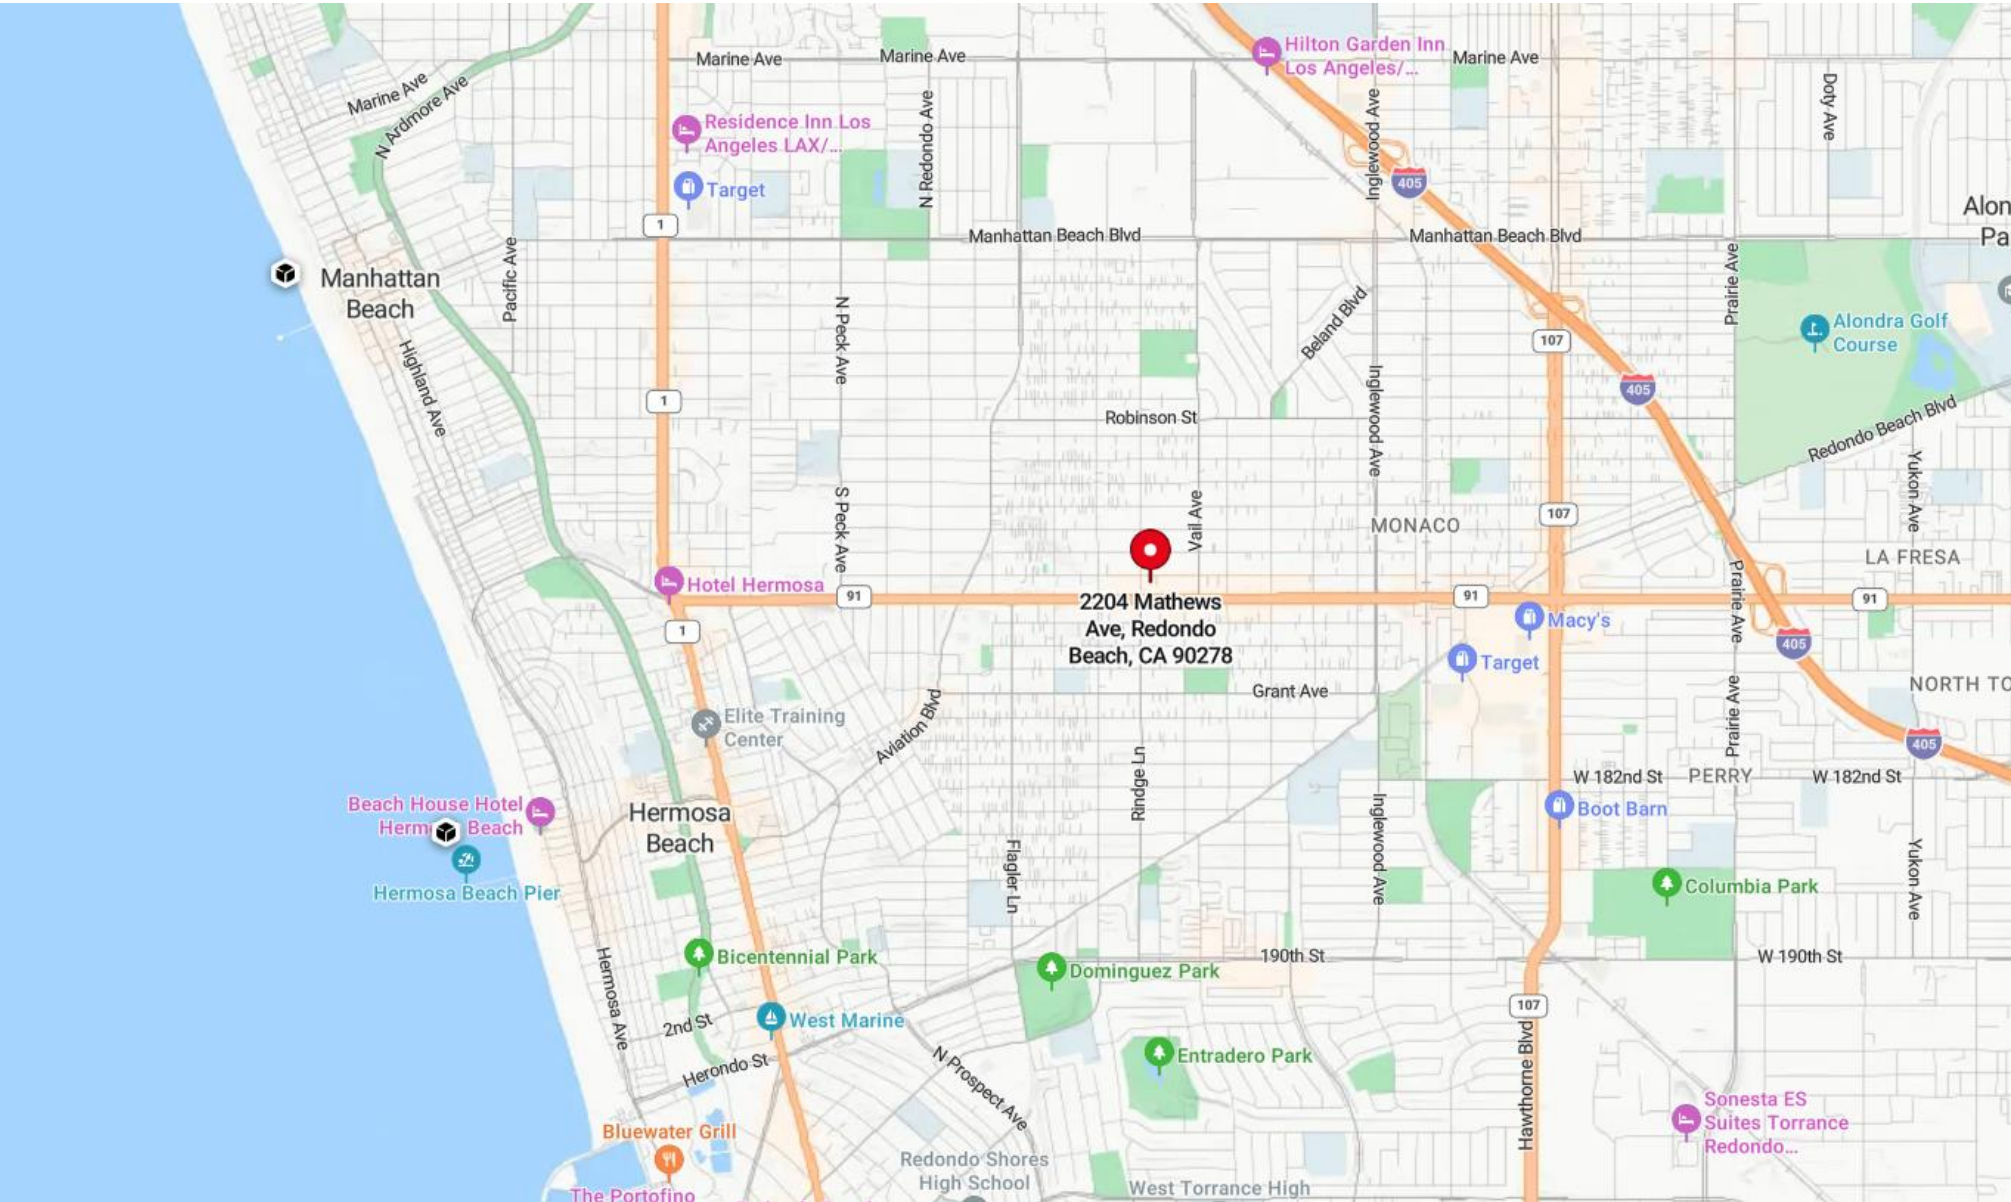 Marine Ave
Marine Ave
Hilton Garden Inn
Los Angeles/...
Marine Ave
Marine Ave
N Ardmore Ave
Residence Inn Los
Angeles LAX/...
Target
N Redondo Ave
Inglewood Ave
405
Doty Ave
1
Manhattan Beach Blvd
Manhattan Beach Blvd
Alon
Pa
Manhattan
Beach
Pacific Ave
N Peck Ave
Beland Blvd
107
Prairie Ave
Alondra Golf
Course
Highland Ave
1
Robinson St
Inglewood Ave
405
Redondo Beach Blvd
S Peck Ave
Vail Ave
MONACO
107
Yukon Ave
LA FRESA
Hotel Hermosa
91
91
91
1
2204 Mathews
Ave, Redondo
Beach, CA 90278
Macy's
Target
Prairie Ave
405
Grant Ave
NORTH TO
Elite Training
Center
Aviation Blvd
Prairie Ave
405
Rindge Ln
W 182nd St
PERRY
W 182nd St
Beach House Hotel
Herm Beach
Hermosa
Beach
Inglewood Ave
Boot Barn
Hermosa Beach Pier
Flagler Ln
Columbia Park
Yukon Ave
Hermosa Ave
Bicentennial Park
Dominguez Park
190th St
W 190th St
2nd St
West Marine
107
Herondo St
N Prospect Ave
Entradero Park
Hawthorne Blvd
Sonesta ES
Suites Torrance
Redondo...
Bluewater Grill
Redondo Shores
High School
The Portofino
West Torrance High